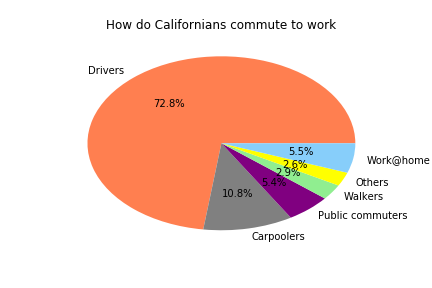 How do Californians commute to work
Drivers
72.8%
5.5%
Work@home
2.6%
Others
2.9%
Walkers
5.4%
Public commuters
10.8%
Carpoolers